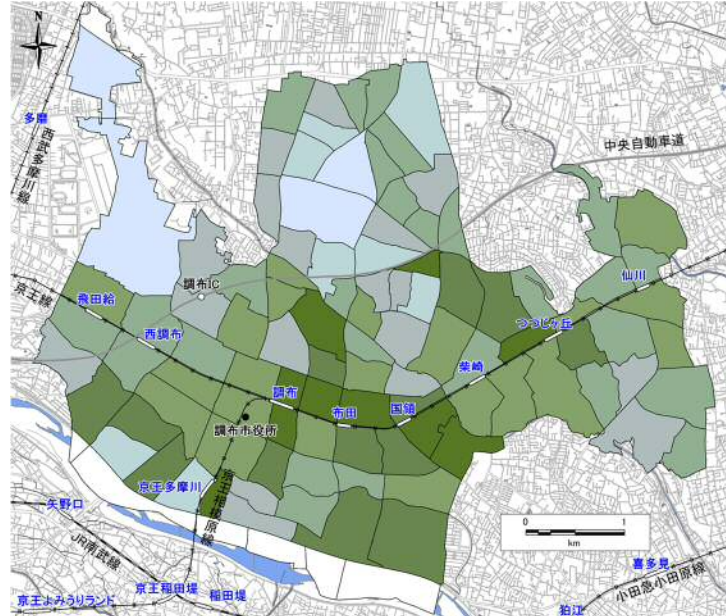 N
多磨
西武多摩川線
中央自動車道
調布IC
京王線
飛田給
西調布
仙川
つつじヶ丘
柴崎
調布
布田
国領
調布市役所
京王多摩川
京王相模原線
矢野口
JR南武線
京王よみうりランド
京王稲田堤
稲田堤
0 1
km
喜多見
小田急小田原線
狛江